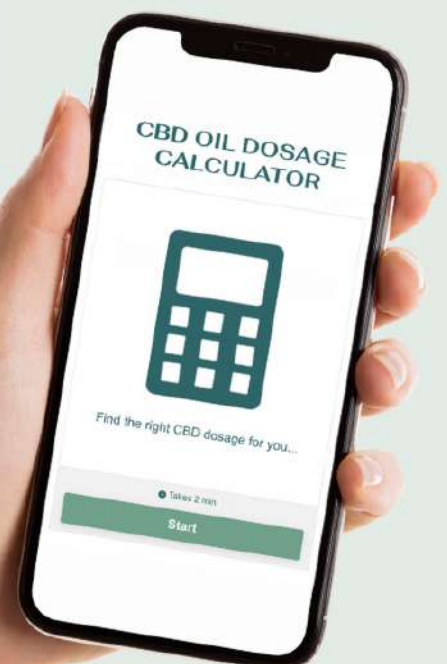 CBD OIL DOSAGE
CALCULATOR
Find the right CBD dosage for you...
Takes 2 min
Start